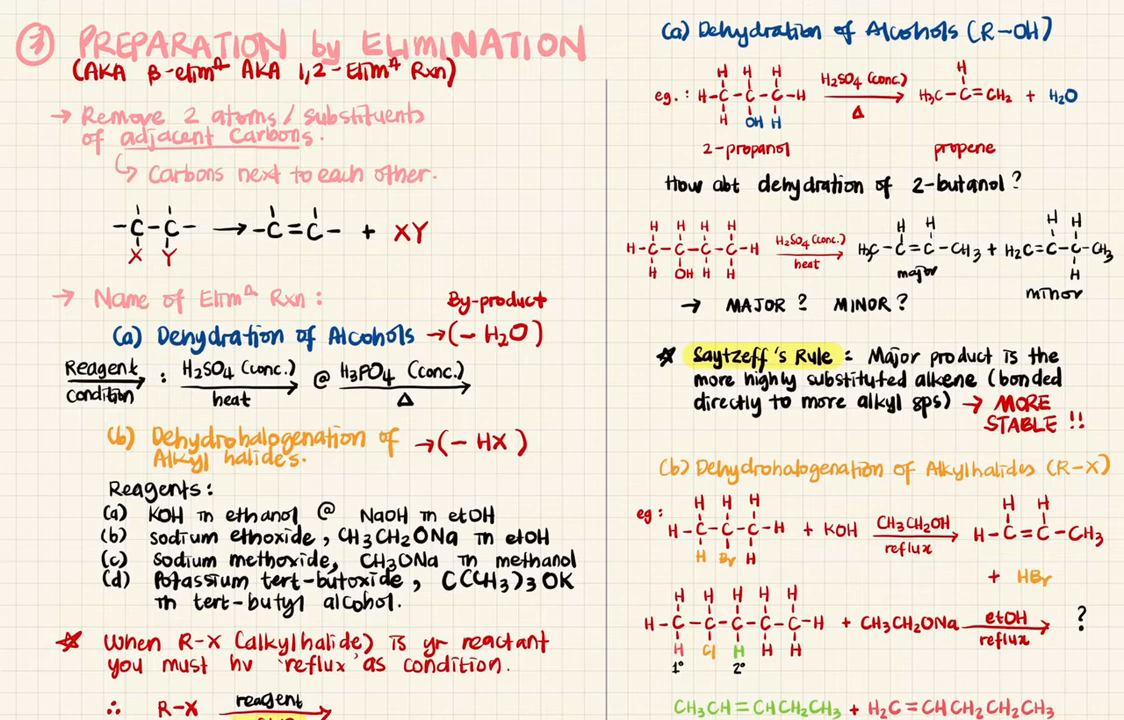 ③ PREPARATION by ELIMINATION
(AKA β-elimⁿ AKA 1,2-Elimⁿ Rxn)
→ Remove 2 atoms / substituents
of adjacent Carbons.
↳ Carbons next to each other.
-C-C- → -C=C- + XY
X Y
→ Name of Elimⁿ Rxn :
By-product
(a) Dehydration of Alcohols → (- H₂O)
Reagent
condition
: H₂SO4 (conc.)
heat
@ H₃PO4 (conc.)
Δ
(b) Dehydrohalogenation of → (- HX )
Alkyl halides.
Reagents :
(a) KOH in ethanol @ NaOH in etOH
(b) sodium ethoxide, CH3CH2ONa in etOH
(c) Sodium methoxide, CH3ONa in methanol
(d) Potassium tert-butoxide, C(CH3)3OK
in tert-butyl alcohol.
☆ When R-X (alkylhalide) is yr reactant
you must hv 'reflux' as condition.
∴ R-X reagent →
(a) Dehydration of Alcohols (R-OH)
H H H
eg. : H-C-C-C-H H₂SO4 (conc.) → H₃C-C=CH₂ + H₂O
H
H OH H Δ
2-propanol propene
How abt dehydration of 2-butanol?
H H H H
H-C-C-C-C-H H₂SO4 (conc.) → H₃C-C=C-CH3 + H₂C=C-C-CH3
H H H H
H OH H H heat major H
minor
→ MAJOR ? MINOR ?
☆ Saytzeff's Rule : Major product is the
more highly substituted alkene (bonded
directly to more alkyl gps) → MORE
STABLE !!
(b) Dehydrohalogenation of Alkylhalides (R-X)
H H H H H
eg : H-C-C-C-H + KOH CH3CH2OH → H-C=C-CH3
H Br H reflux
+ HBr
H H H H H
H-C-C-C-C-C-H + CH3CH2ONa etOH → ?
H Cl H H H reflux
1° 2°
CH3CH=CHCH2CH3 + H₂C=CHCH2CH2CH3